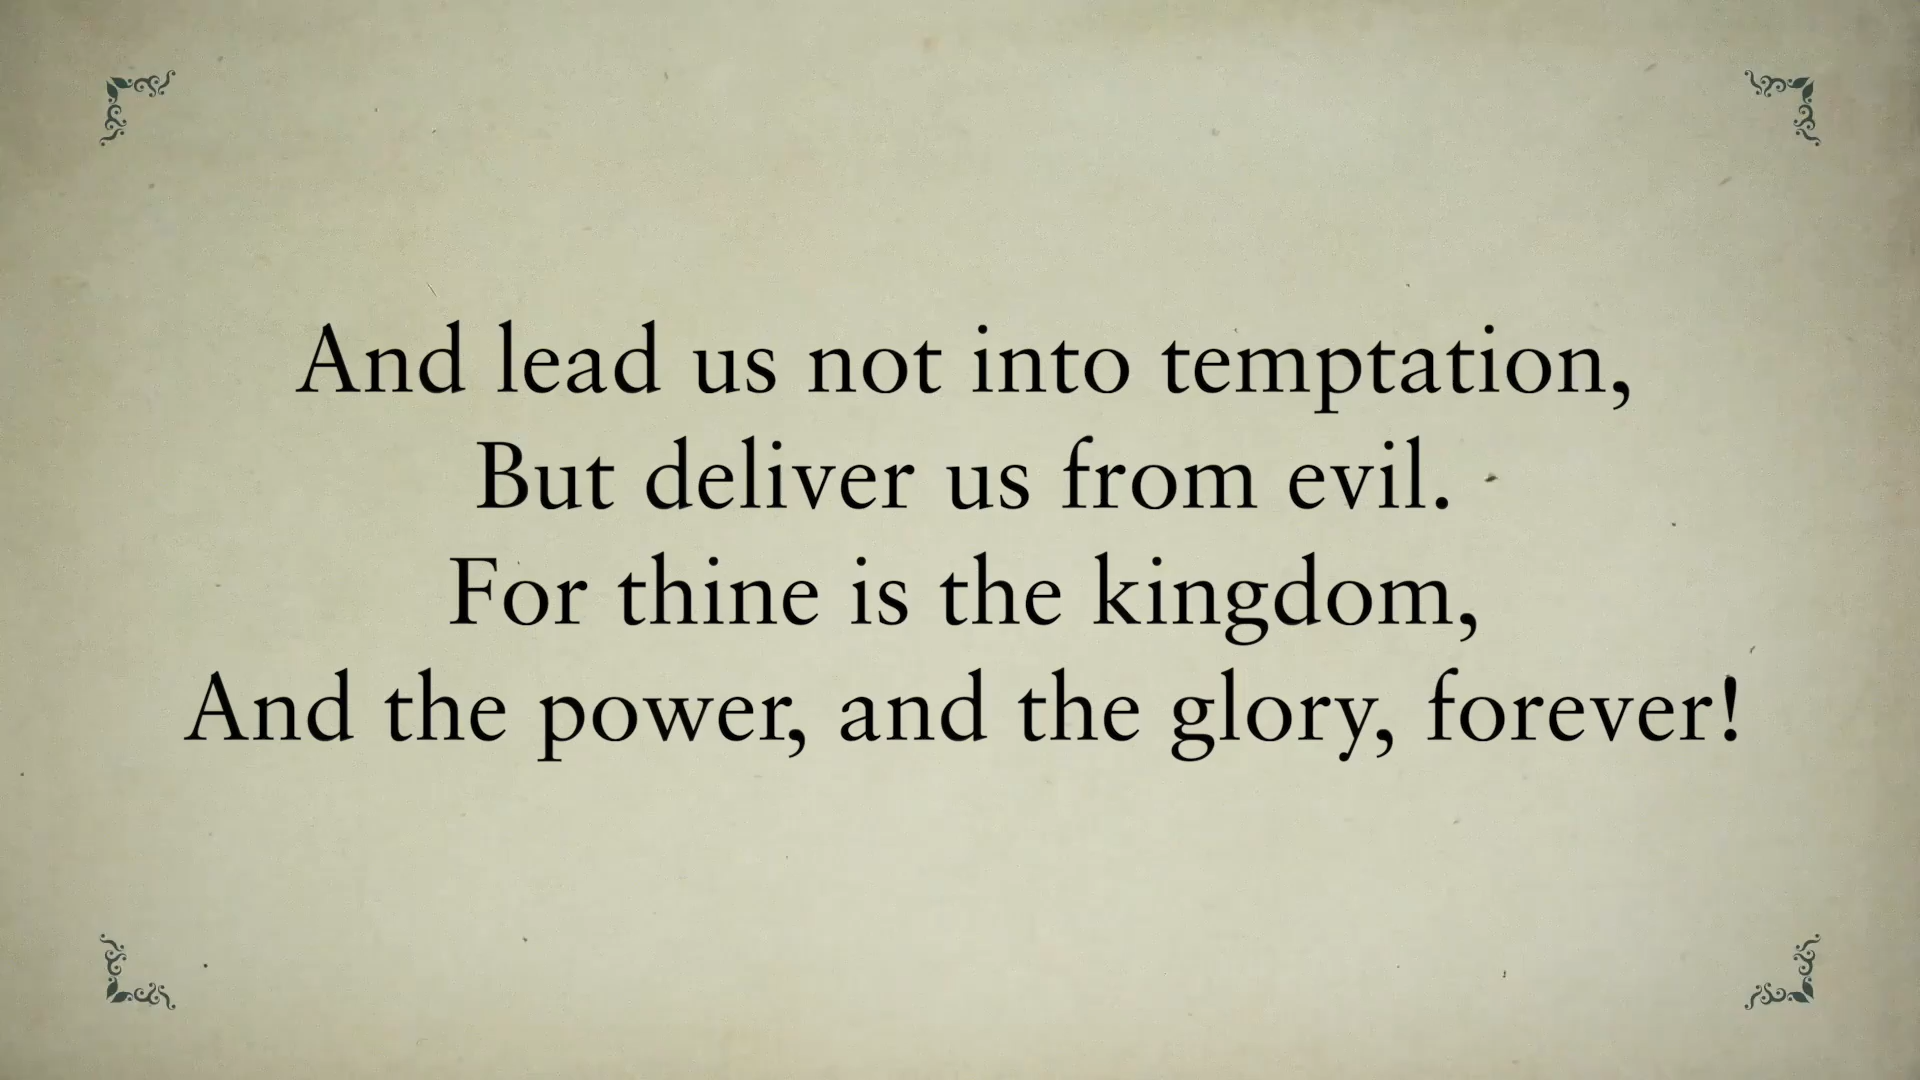 And lead us not into temptation,
But deliver us from evil.
For thine is the kingdom,
And the power, and the glory, forever!